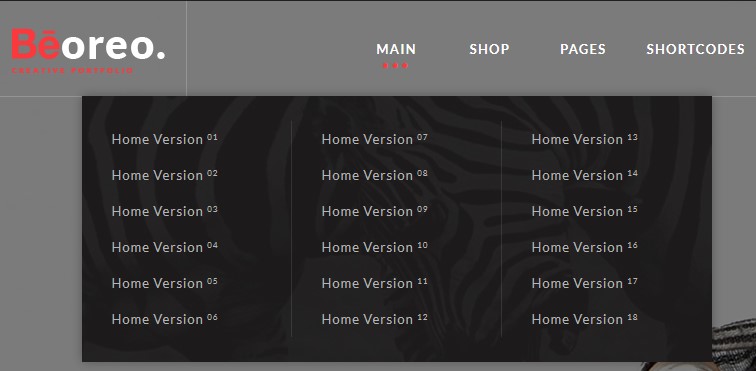 Bēoreo.
CREATIVE PORTFOLIO
MAIN SHOP PAGES SHORTCODES
Home Version 01
Home Version 02
Home Version 03
Home Version 04
Home Version 05
Home Version 06
Home Version 07
Home Version 08
Home Version 09
Home Version 10
Home Version 11
Home Version 12
Home Version 13
Home Version 14
Home Version 15
Home Version 16
Home Version 17
Home Version 18